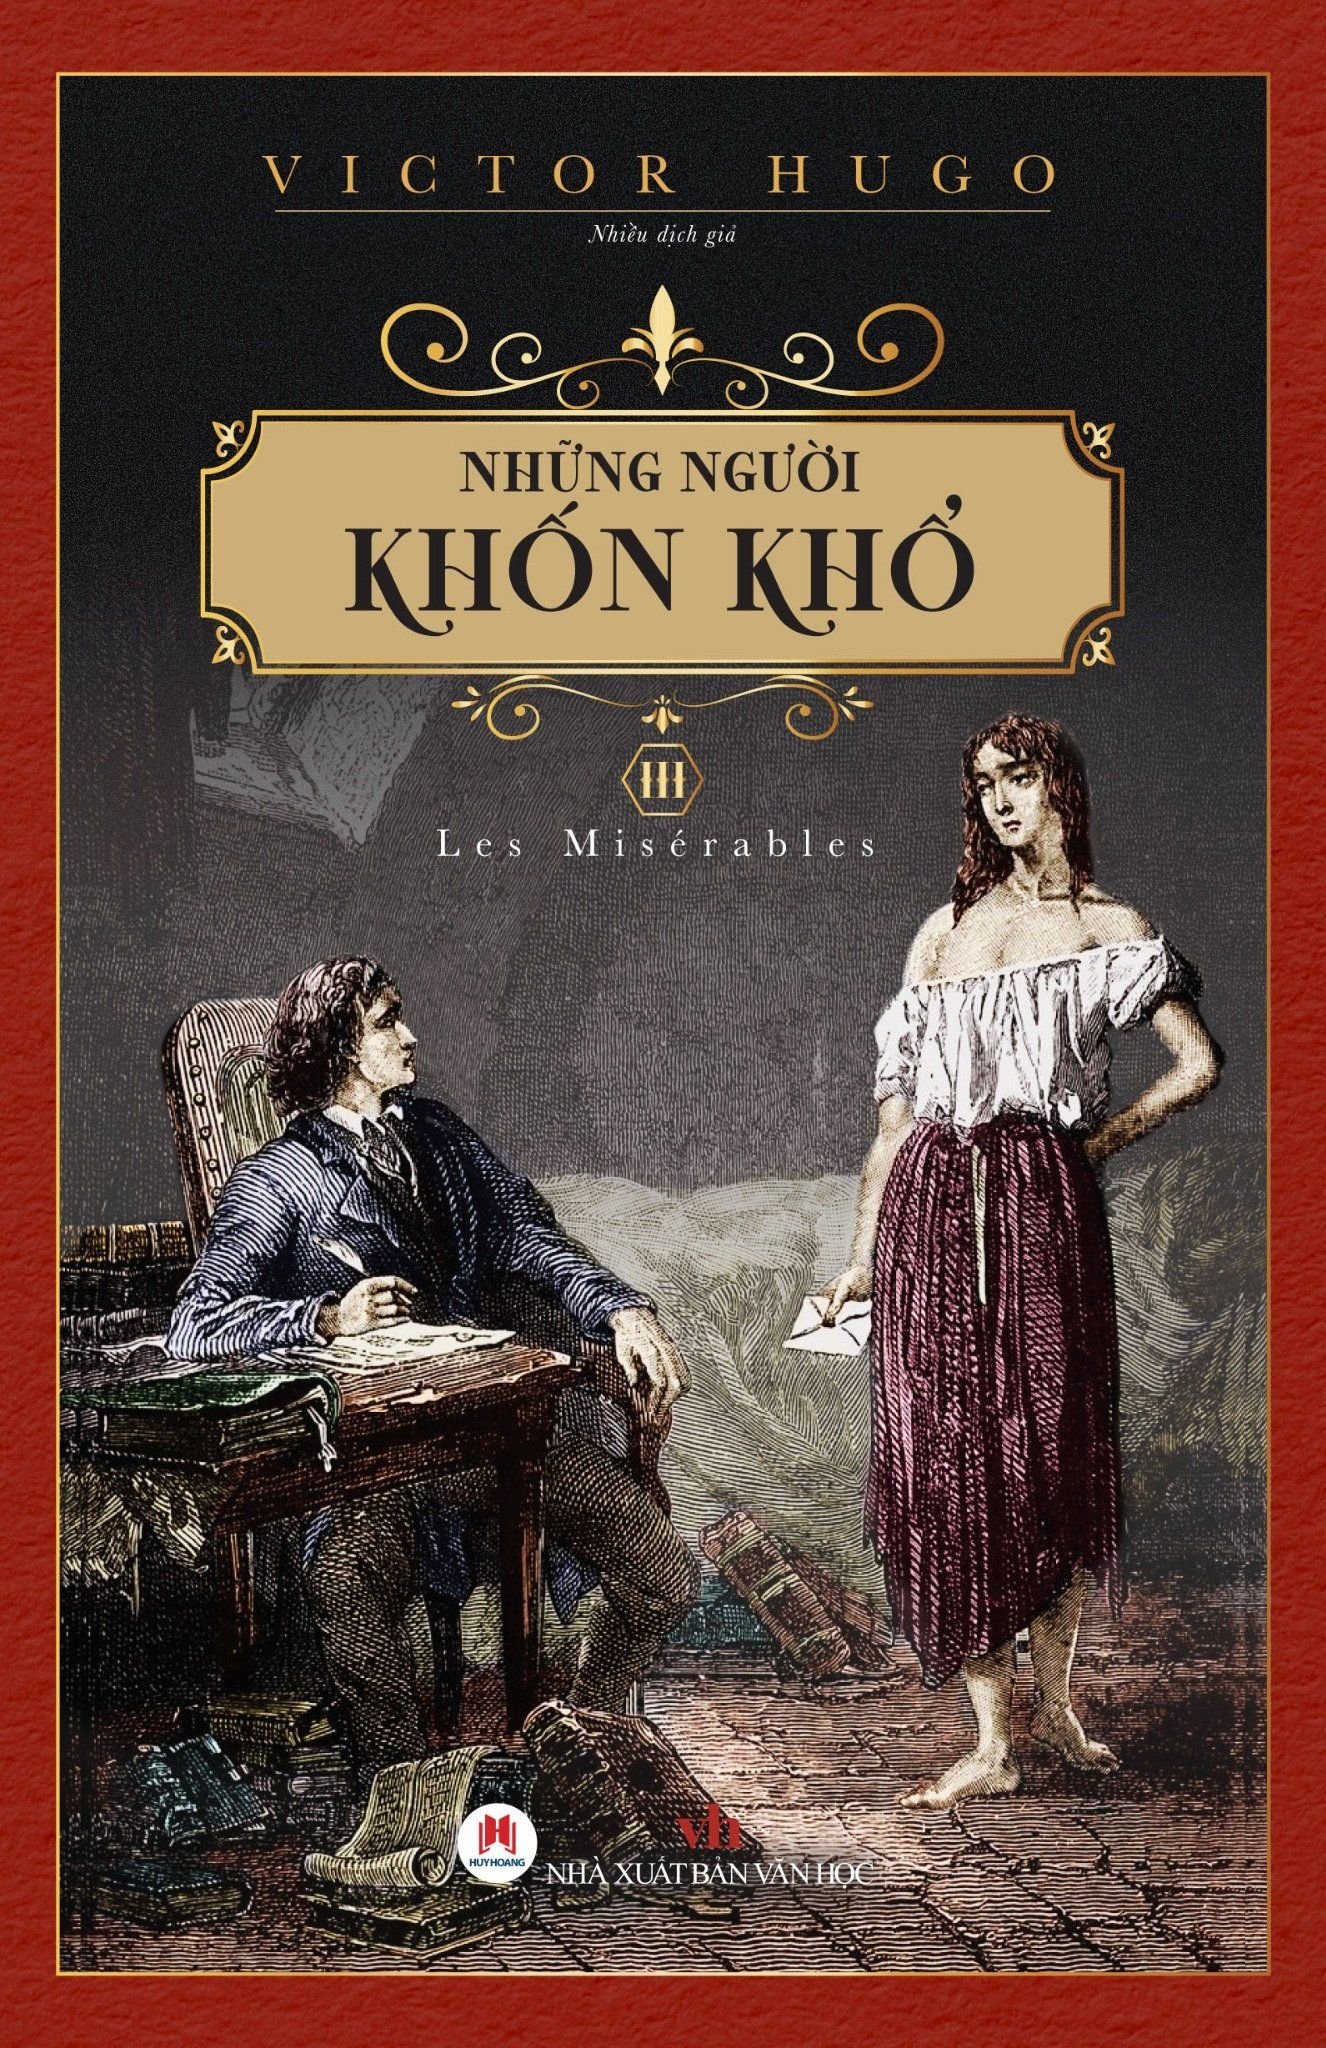 VICTOR HUGO
Nhiều dịch giả
NHỮNG NGƯỜI
KHỐN KHỔ
III
Les Misérables
vh
HUY HOANG
NHÀ XUẤT BẢN VĂN HỌC